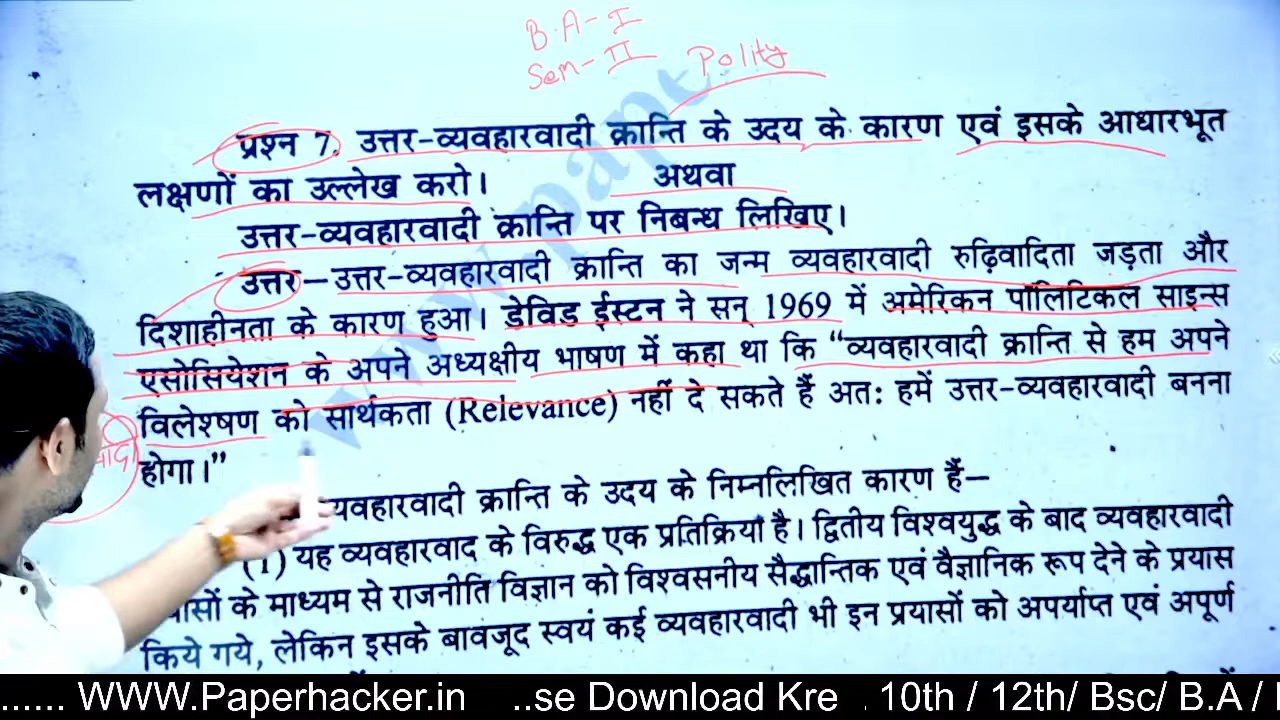 B.A-I
Sem-II Polity
प्रश्न 7. उत्तर-व्यवहारवादी क्रान्ति के उदय के कारण एवं इसके आधारभूत
लक्षणों का उल्लेख करो। अथवा
उत्तर-व्यवहारवादी क्रान्ति पर निबन्ध लिखिए।
उत्तर—उत्तर-व्यवहारवादी क्रान्ति का जन्म व्यवहारवादी रुढ़िवादिता जड़ता और
दिशाहीनता के कारण हुआ। डेविड ईस्टन ने सन् 1969 में अमेरिकन पॉलिटिकल साइन्स
एसोसियेशन के अपने अध्यक्षीय भाषण में कहा था कि “व्यवहारवादी क्रान्ति से हम अपने
विलेश्षण को सार्थकता (Relevance) नहीं दे सकते हैं अत: हमें उत्तर-व्यवहारवादी बनना
होगा।”
यवहारवादी क्रान्ति के उदय के निम्नलिखित कारण हैं—
(1) यह व्यवहारवाद के विरुद्ध एक प्रतिक्रिया है। द्वितीय विश्वयुद्ध के बाद व्यवहारवादी
यासों के माध्यम से राजनीति विज्ञान को विश्वसनीय सैद्धान्तिक एवं वैज्ञानिक रूप देने के प्रयास
किये गये, लेकिन इसके बावजूद स्वयं कई व्यवहारवादी भी इन प्रयासों को अपर्याप्त एवं अपूर्ण
...... WWW.Paperhacker.in ..se Download Kre . 10th / 12th/ Bsc/ B.A /